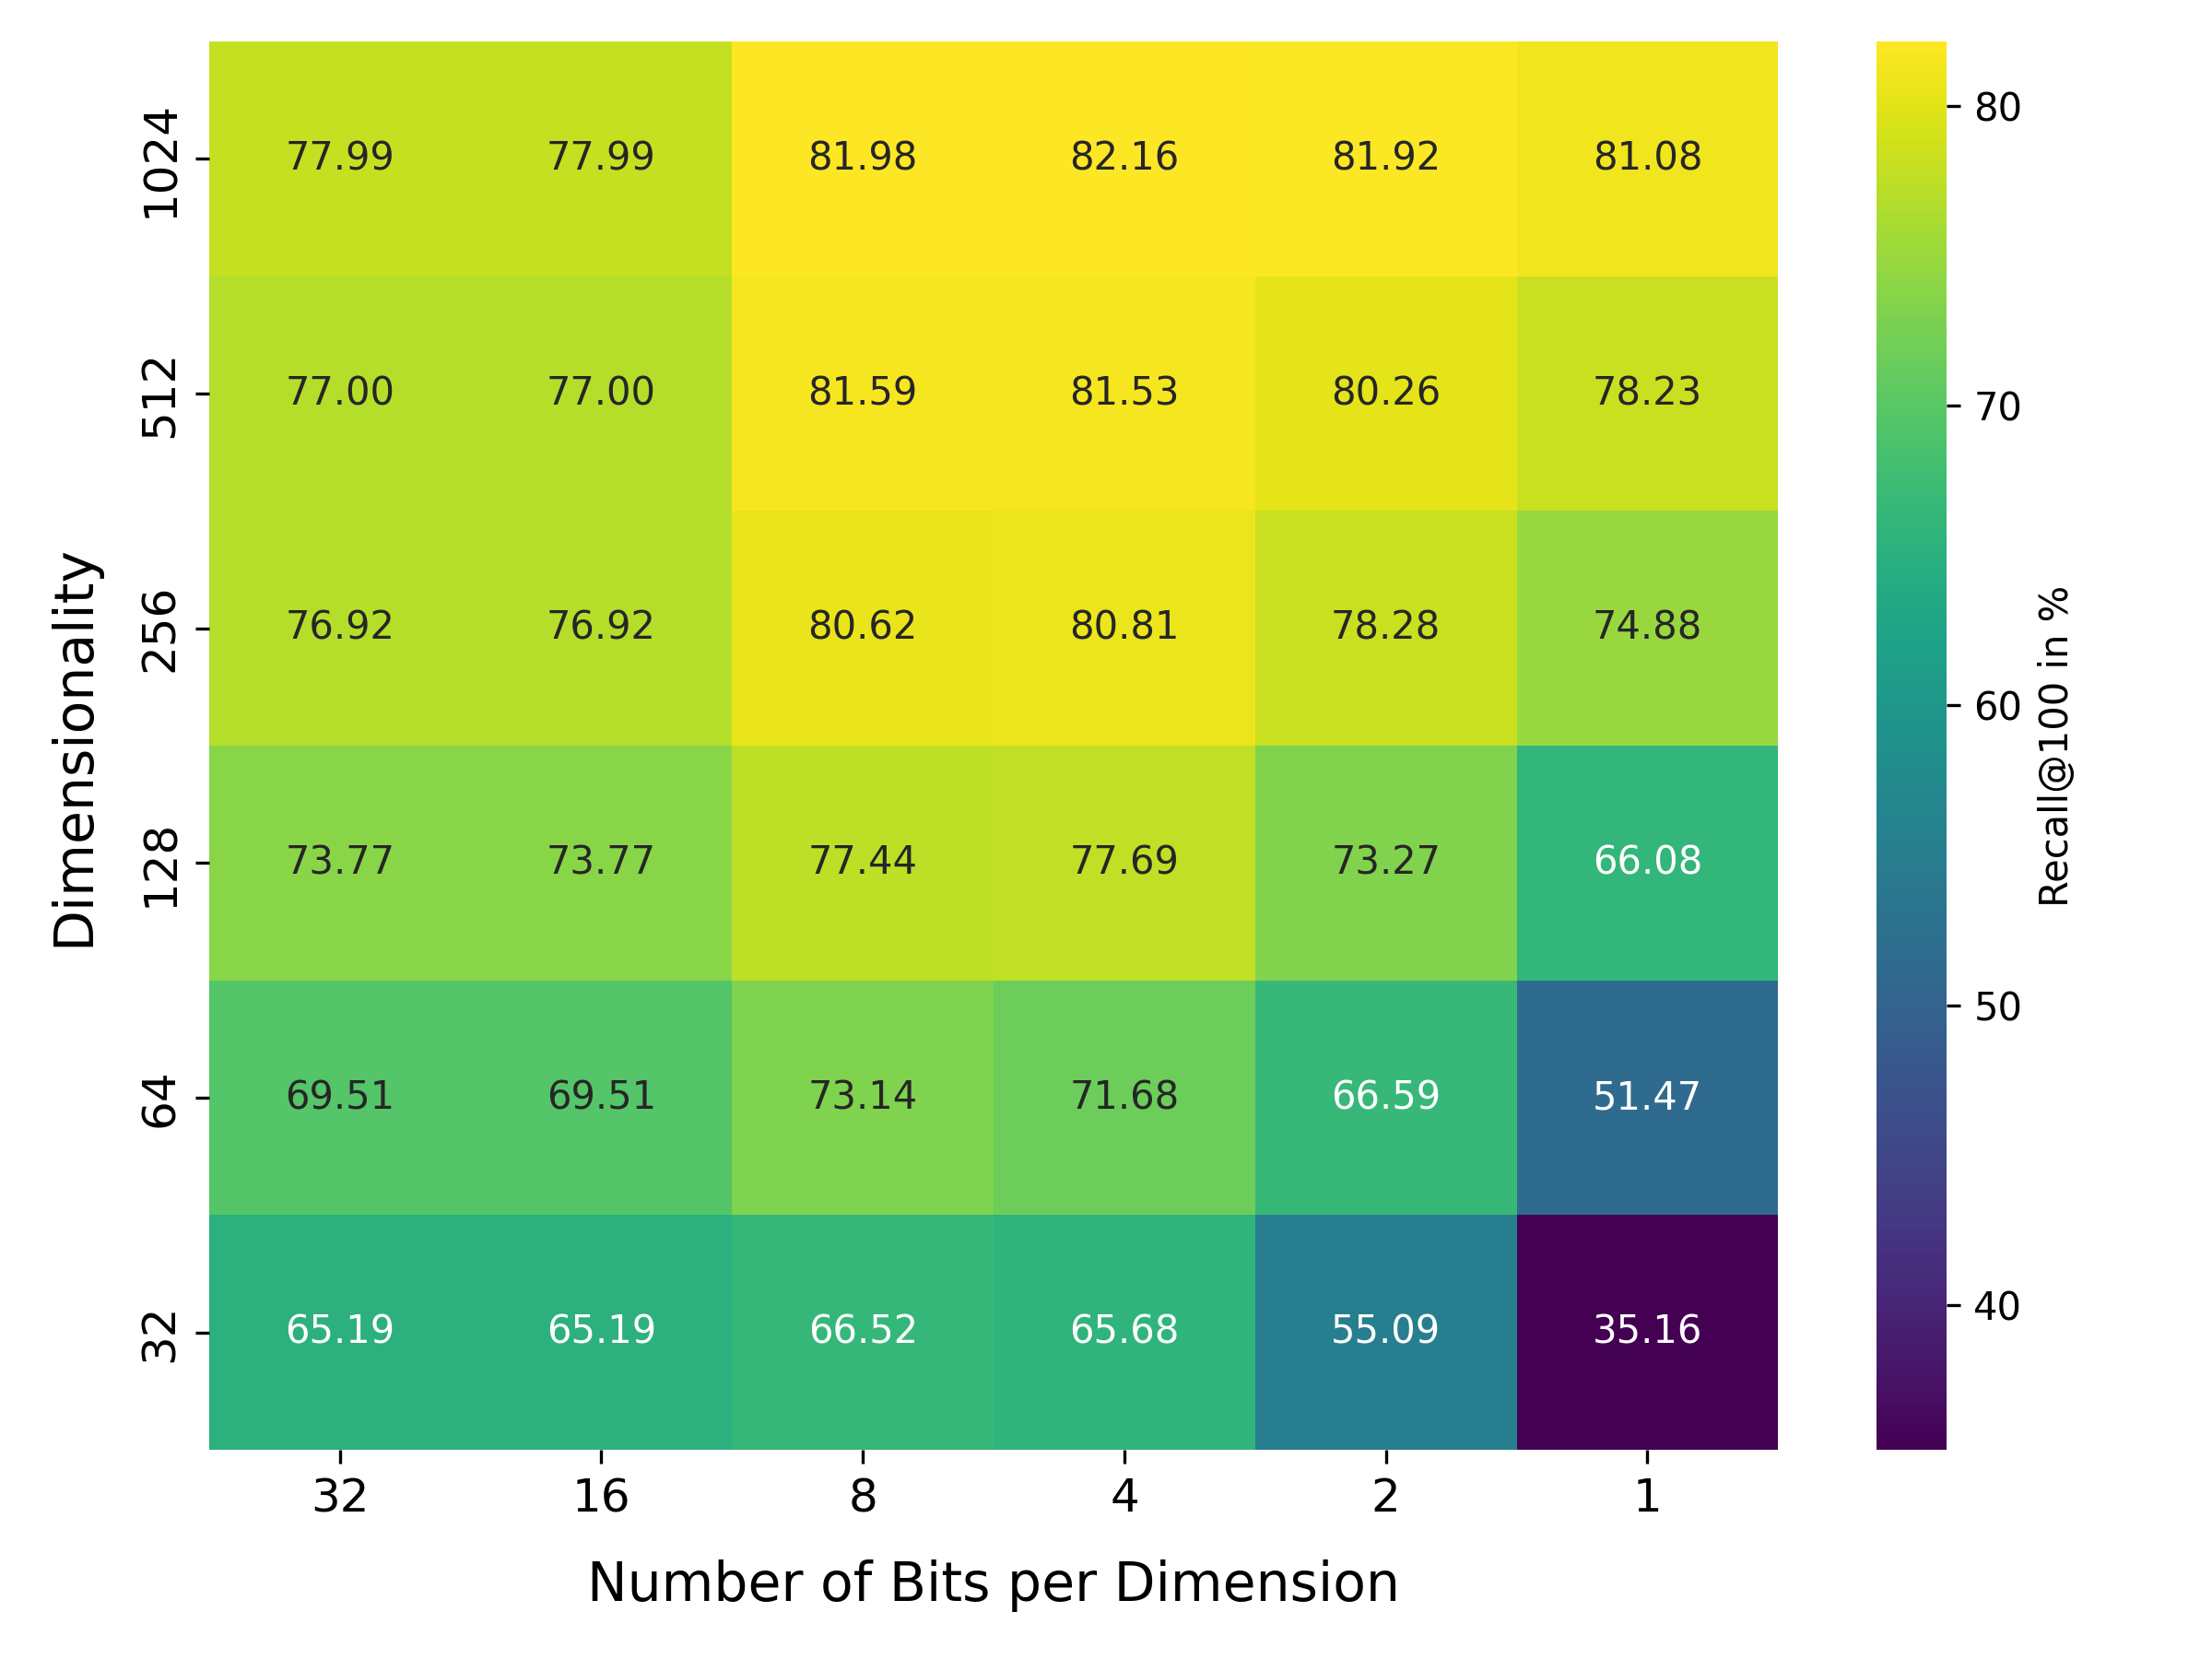 1024 77.99 77.99 81.98 82.16 81.92 81.08
512 77.00 77.00 81.59 81.53 80.26 78.23
256 76.92 76.92 80.62 80.81 78.28 74.88
128 73.77 73.77 77.44 77.69 73.27 66.08
64 69.51 69.51 73.14 71.68 66.59 51.47
32 65.19 65.19 66.52 65.68 55.09 35.16
32 16 8 4 2 1
Number of Bits per Dimension
Dimensionality
80
70
60
50
40
Recall@100 in %